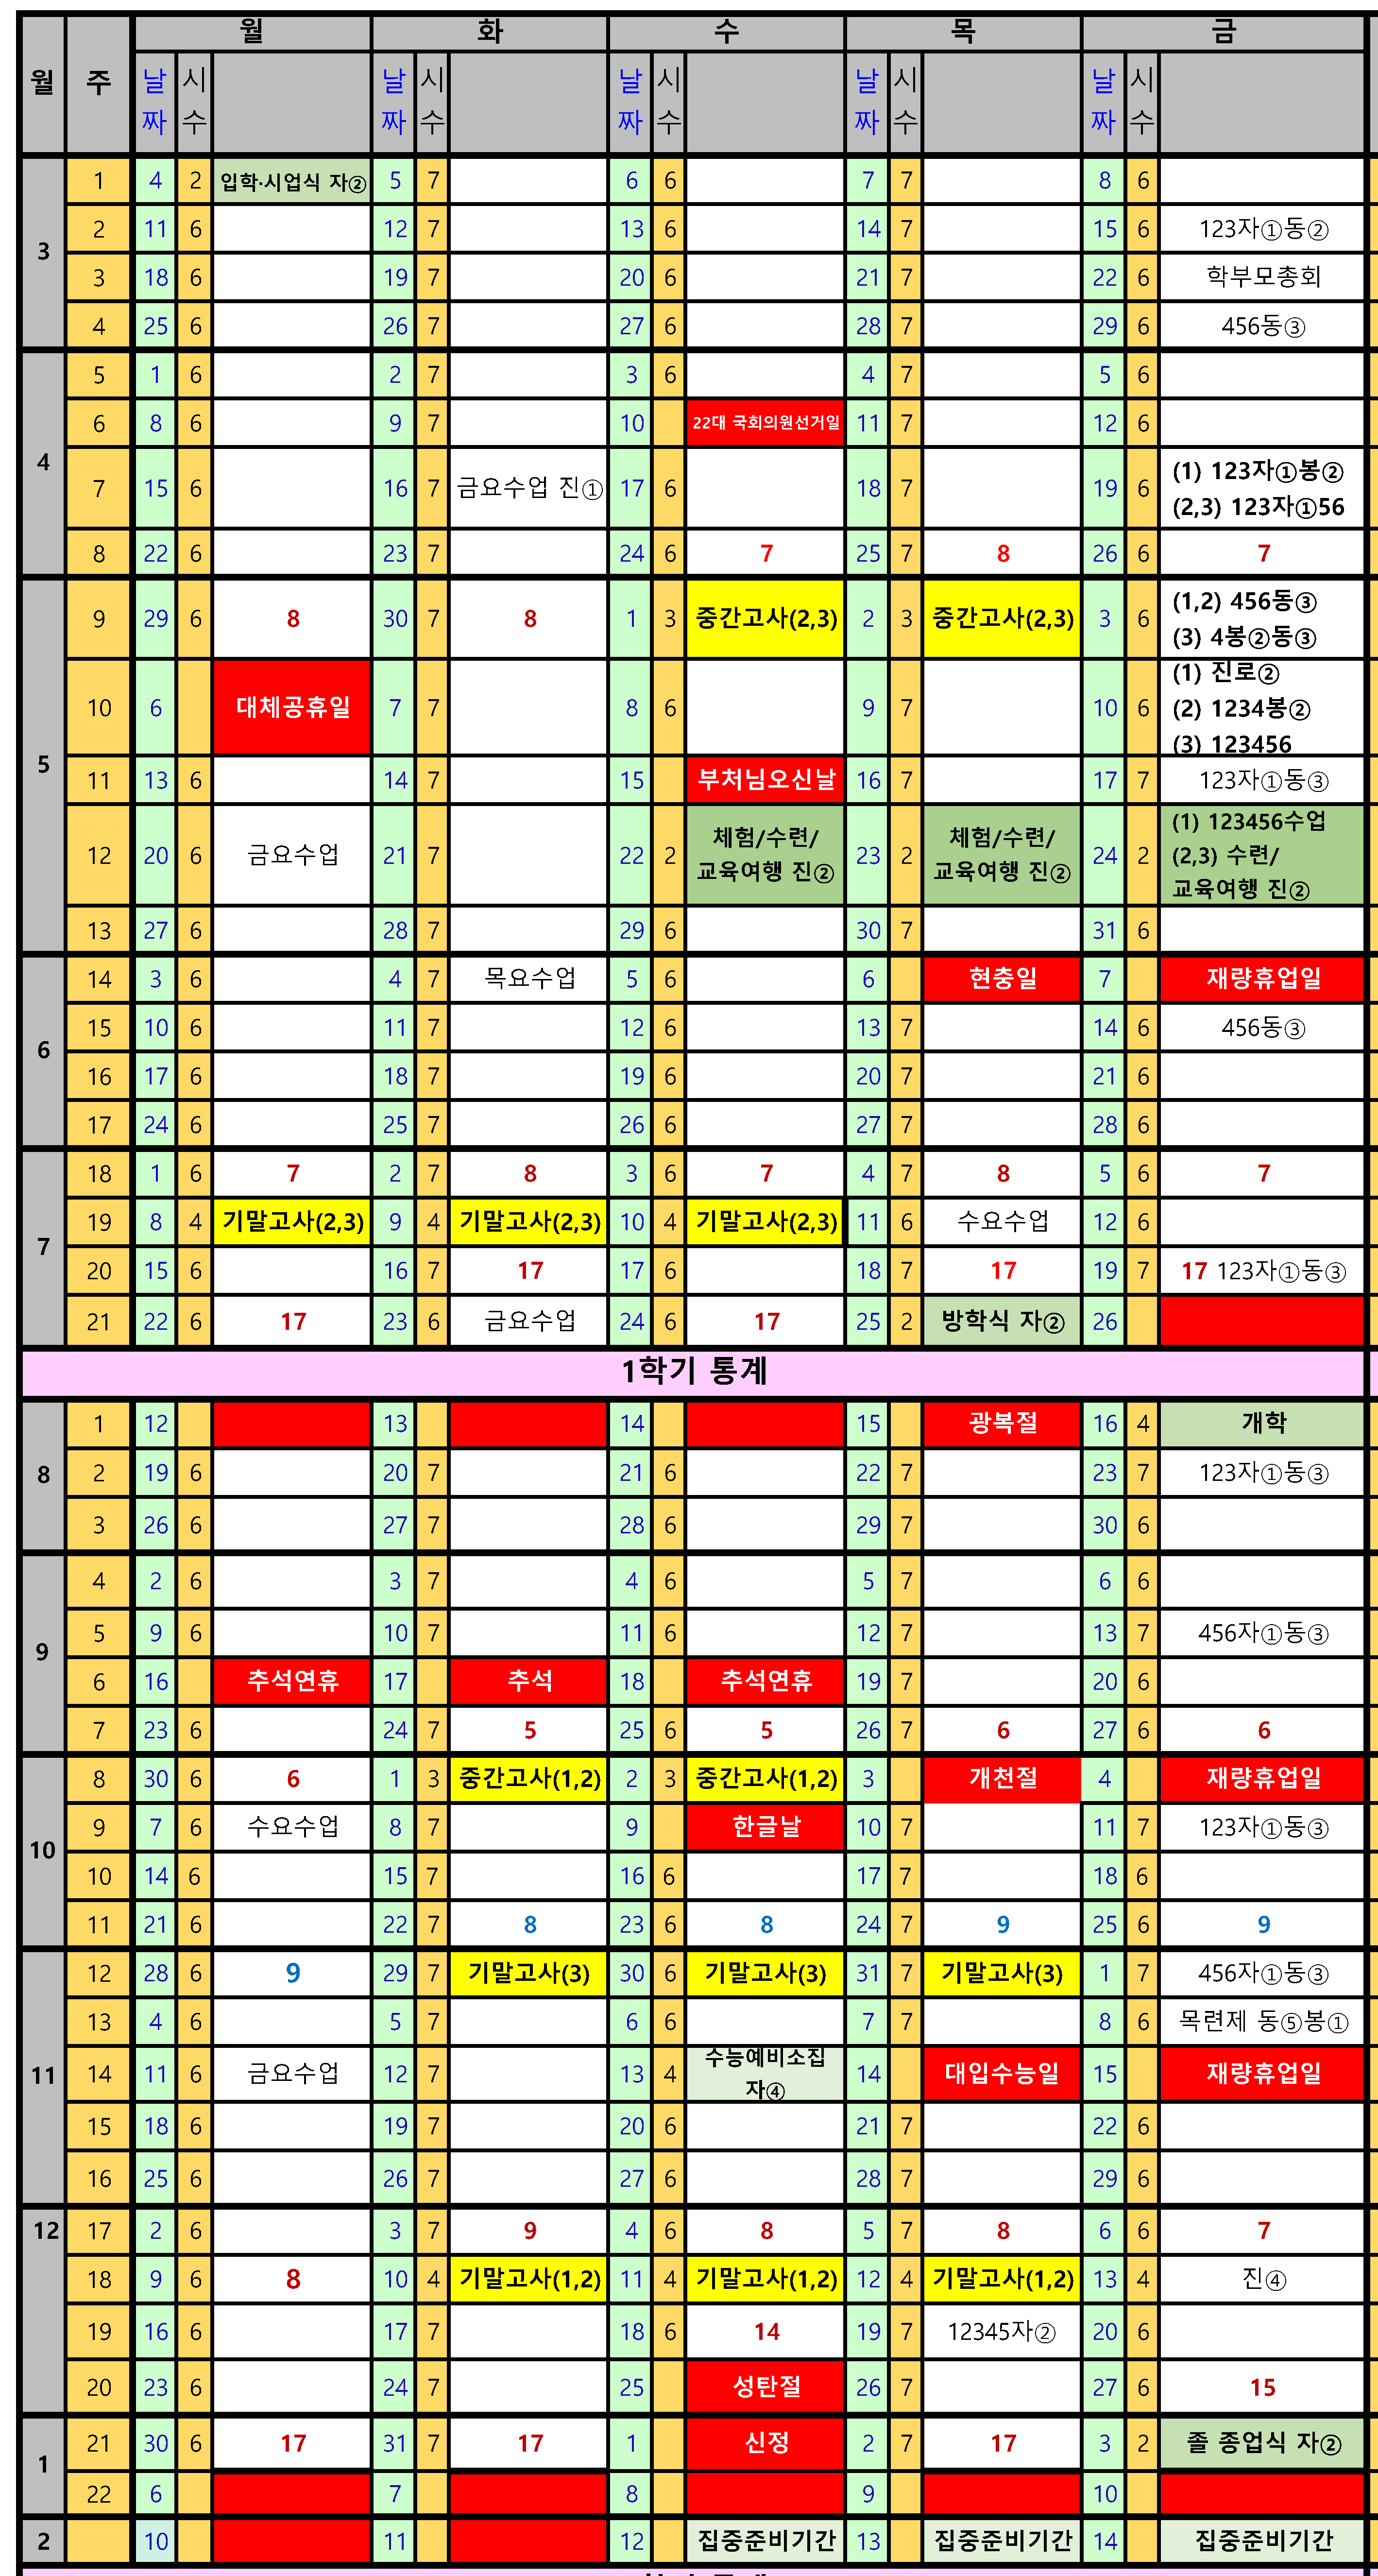 월 주 월 화 수 목 금
날짜 시수 날짜 시수 날짜 시수 날짜 시수 날짜 시수
3 1 4 2 입학·시업식 자② 5 7 6 6 7 7 8 6
2 11 6 12 7 13 6 14 7 15 6 123자①동②
3 18 6 19 7 20 6 21 7 22 6 학부모총회
4 25 6 26 7 27 6 28 7 29 6 456동③
4 5 1 6 2 7 3 6 4 7 5 6
6 8 6 9 7 10 22대 국회의원선거일 11 7 12 6
7 15 6 16 7 금요수업 진① 17 6 18 7 19 6 (1) 123자①봉②
(2,3) 123자①56
8 22 6 23 7 24 6 7 25 7 8 26 6 7
5 9 29 6 8 30 7 8 1 3 중간고사(2,3) 2 3 중간고사(2,3) 3 6 (1,2) 456동③
(3) 4봉②동③
10 6 대체공휴일 7 7 8 6 9 7 10 6 (1) 진로②
(2) 1234봉②
(3) 123456
11 13 6 14 7 15 부처님오신날 16 7 17 7 123자①동③
12 20 6 금요수업 21 7 22 2 체험/수련/
교육여행 진② 23 2 체험/수련/
교육여행 진② 24 2 (1) 123456수업
(2,3) 수련/
교육여행 진②
13 27 6 28 7 29 6 30 7 31 6
6 14 3 6 4 7 목요수업 5 6 6 현충일 7 재량휴업일
15 10 6 11 7 12 6 13 7 14 6 456동③
16 17 6 18 7 19 6 20 7 21 6
17 24 6 25 7 26 6 27 7 28 6
7 18 1 6 7 2 7 8 3 6 7 4 7 8 5 6 7
19 8 4 기말고사(2,3) 9 4 기말고사(2,3) 10 4 기말고사(2,3) 11 6 수요수업 12 6
20 15 6 16 7 17 17 6 18 7 17 19 7 17 123자①동③
21 22 6 17 23 6 금요수업 24 6 17 25 2 방학식 자② 26
1학기 통계
8 1 12 13 14 15 광복절 16 4 개학
2 19 6 20 7 21 6 22 7 23 7 123자①동③
3 26 6 27 7 28 6 29 7 30 6
9 4 2 6 3 7 4 6 5 7 6 6
5 9 6 10 7 11 6 12 7 13 7 456자①동③
6 16 추석연휴 17 추석 18 추석연휴 19 7 20 6
7 23 6 24 7 5 25 6 5 26 7 6 27 6 6
10 8 30 6 6 1 3 중간고사(1,2) 2 3 중간고사(1,2) 3 개천절 4 재량휴업일
9 7 6 수요수업 8 7 9 한글날 10 7 11 7 123자①동③
10 14 6 15 7 16 6 17 7 18 6
11 21 6 22 7 8 23 6 8 24 7 9 25 6 9
11 12 28 6 9 29 7 기말고사(3) 30 6 기말고사(3) 31 7 기말고사(3) 1 7 456자①동③
13 4 6 5 7 6 6 7 7 8 6 목련제 동⑤봉①
14 11 6 금요수업 12 7 13 4 수능예비소집
자④ 14 대입수능일 15 재량휴업일
15 18 6 19 7 20 6 21 7 22 6
16 25 6 26 7 27 6 28 7 29 6
12 17 2 6 3 7 9 4 6 8 5 7 8 6 6 7
18 9 6 8 10 4 기말고사(1,2) 11 4 기말고사(1,2) 12 4 기말고사(1,2) 13 4 진④
19 16 6 17 7 18 6 14 19 7 12345자② 20 6
20 23 6 24 7 25 성탄절 26 7 27 6 15
1 21 30 6 17 31 7 17 1 신정 2 7 17 3 2 졸 종업식 자②
22 6 7 8 9 10
2 10 11 12 집중준비기간 13 집중준비기간 14 집중준비기간